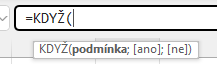 =KDYŽ(
KDYŽ(podmínka; [ano]; [ne])